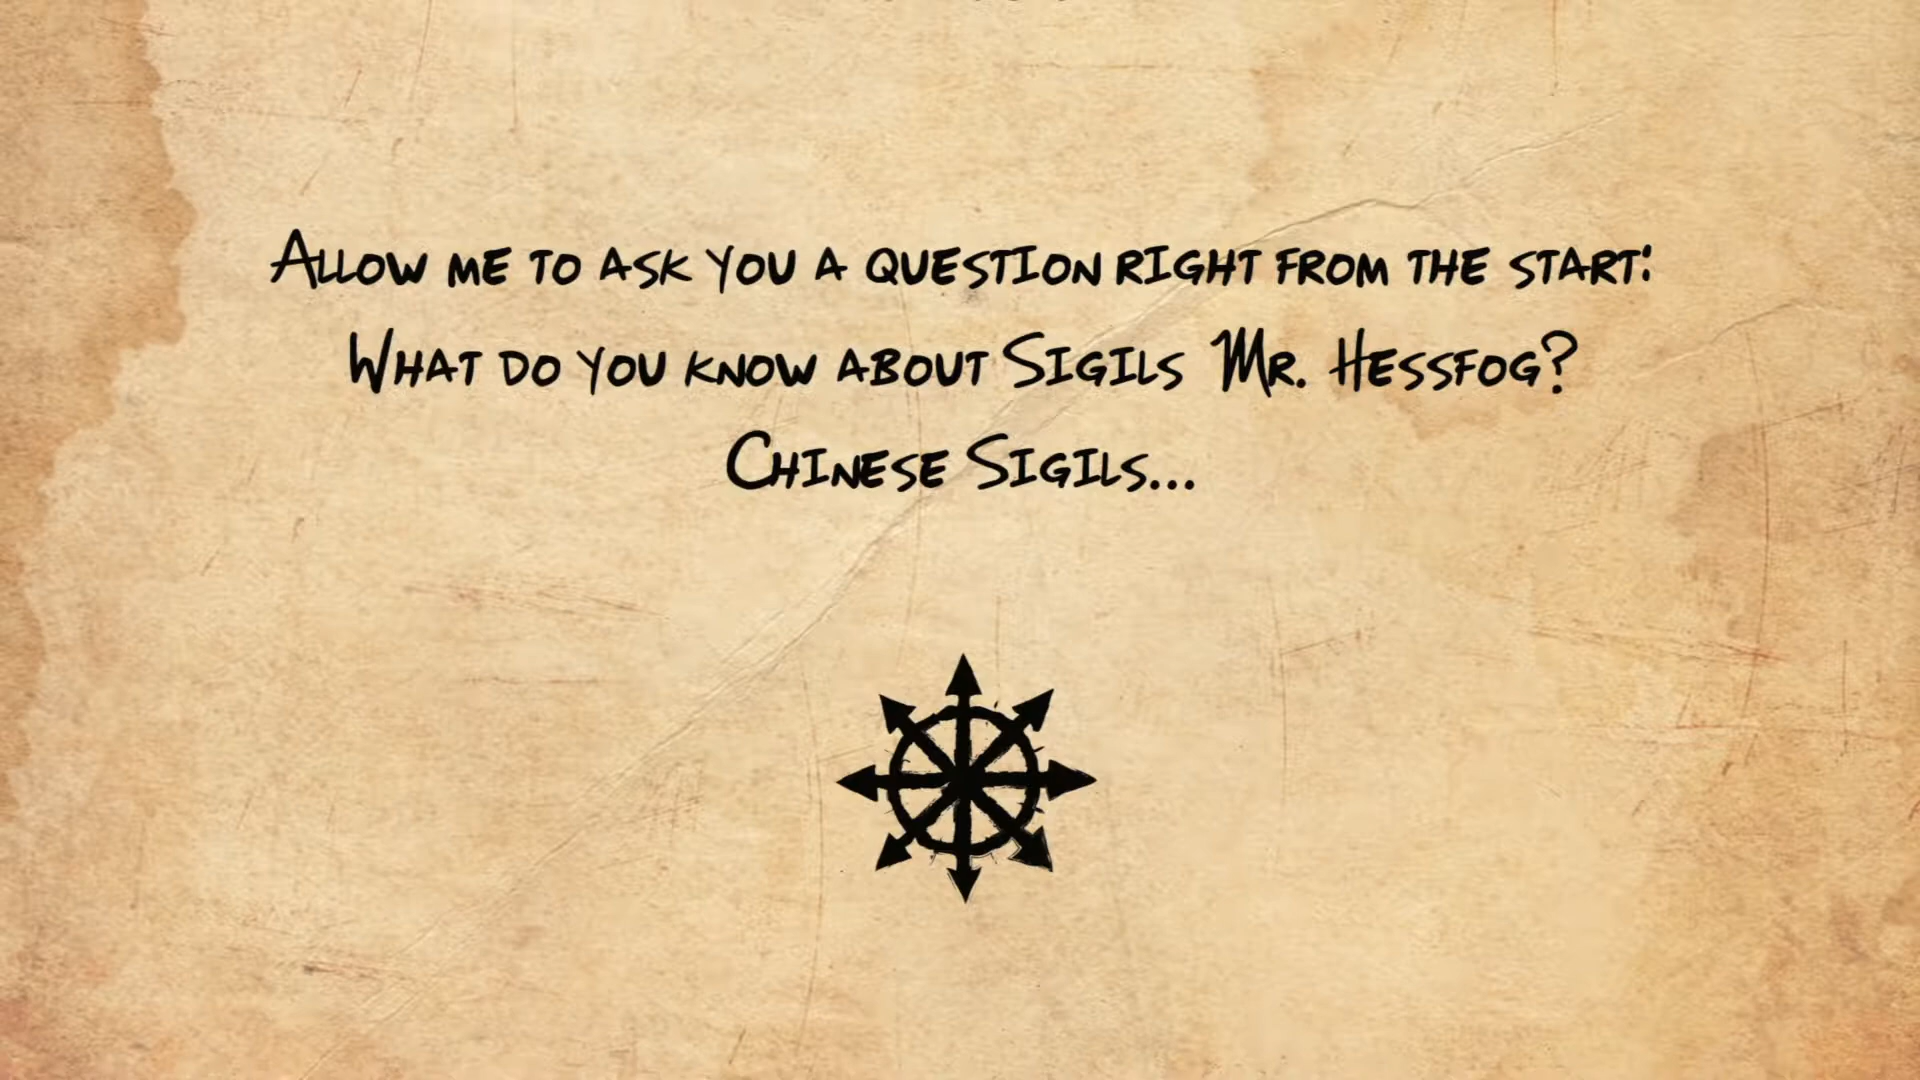 Allow me to ask you a question right from the start:
What do you know about Sigils Mr. Hessfog?
Chinese Sigils...